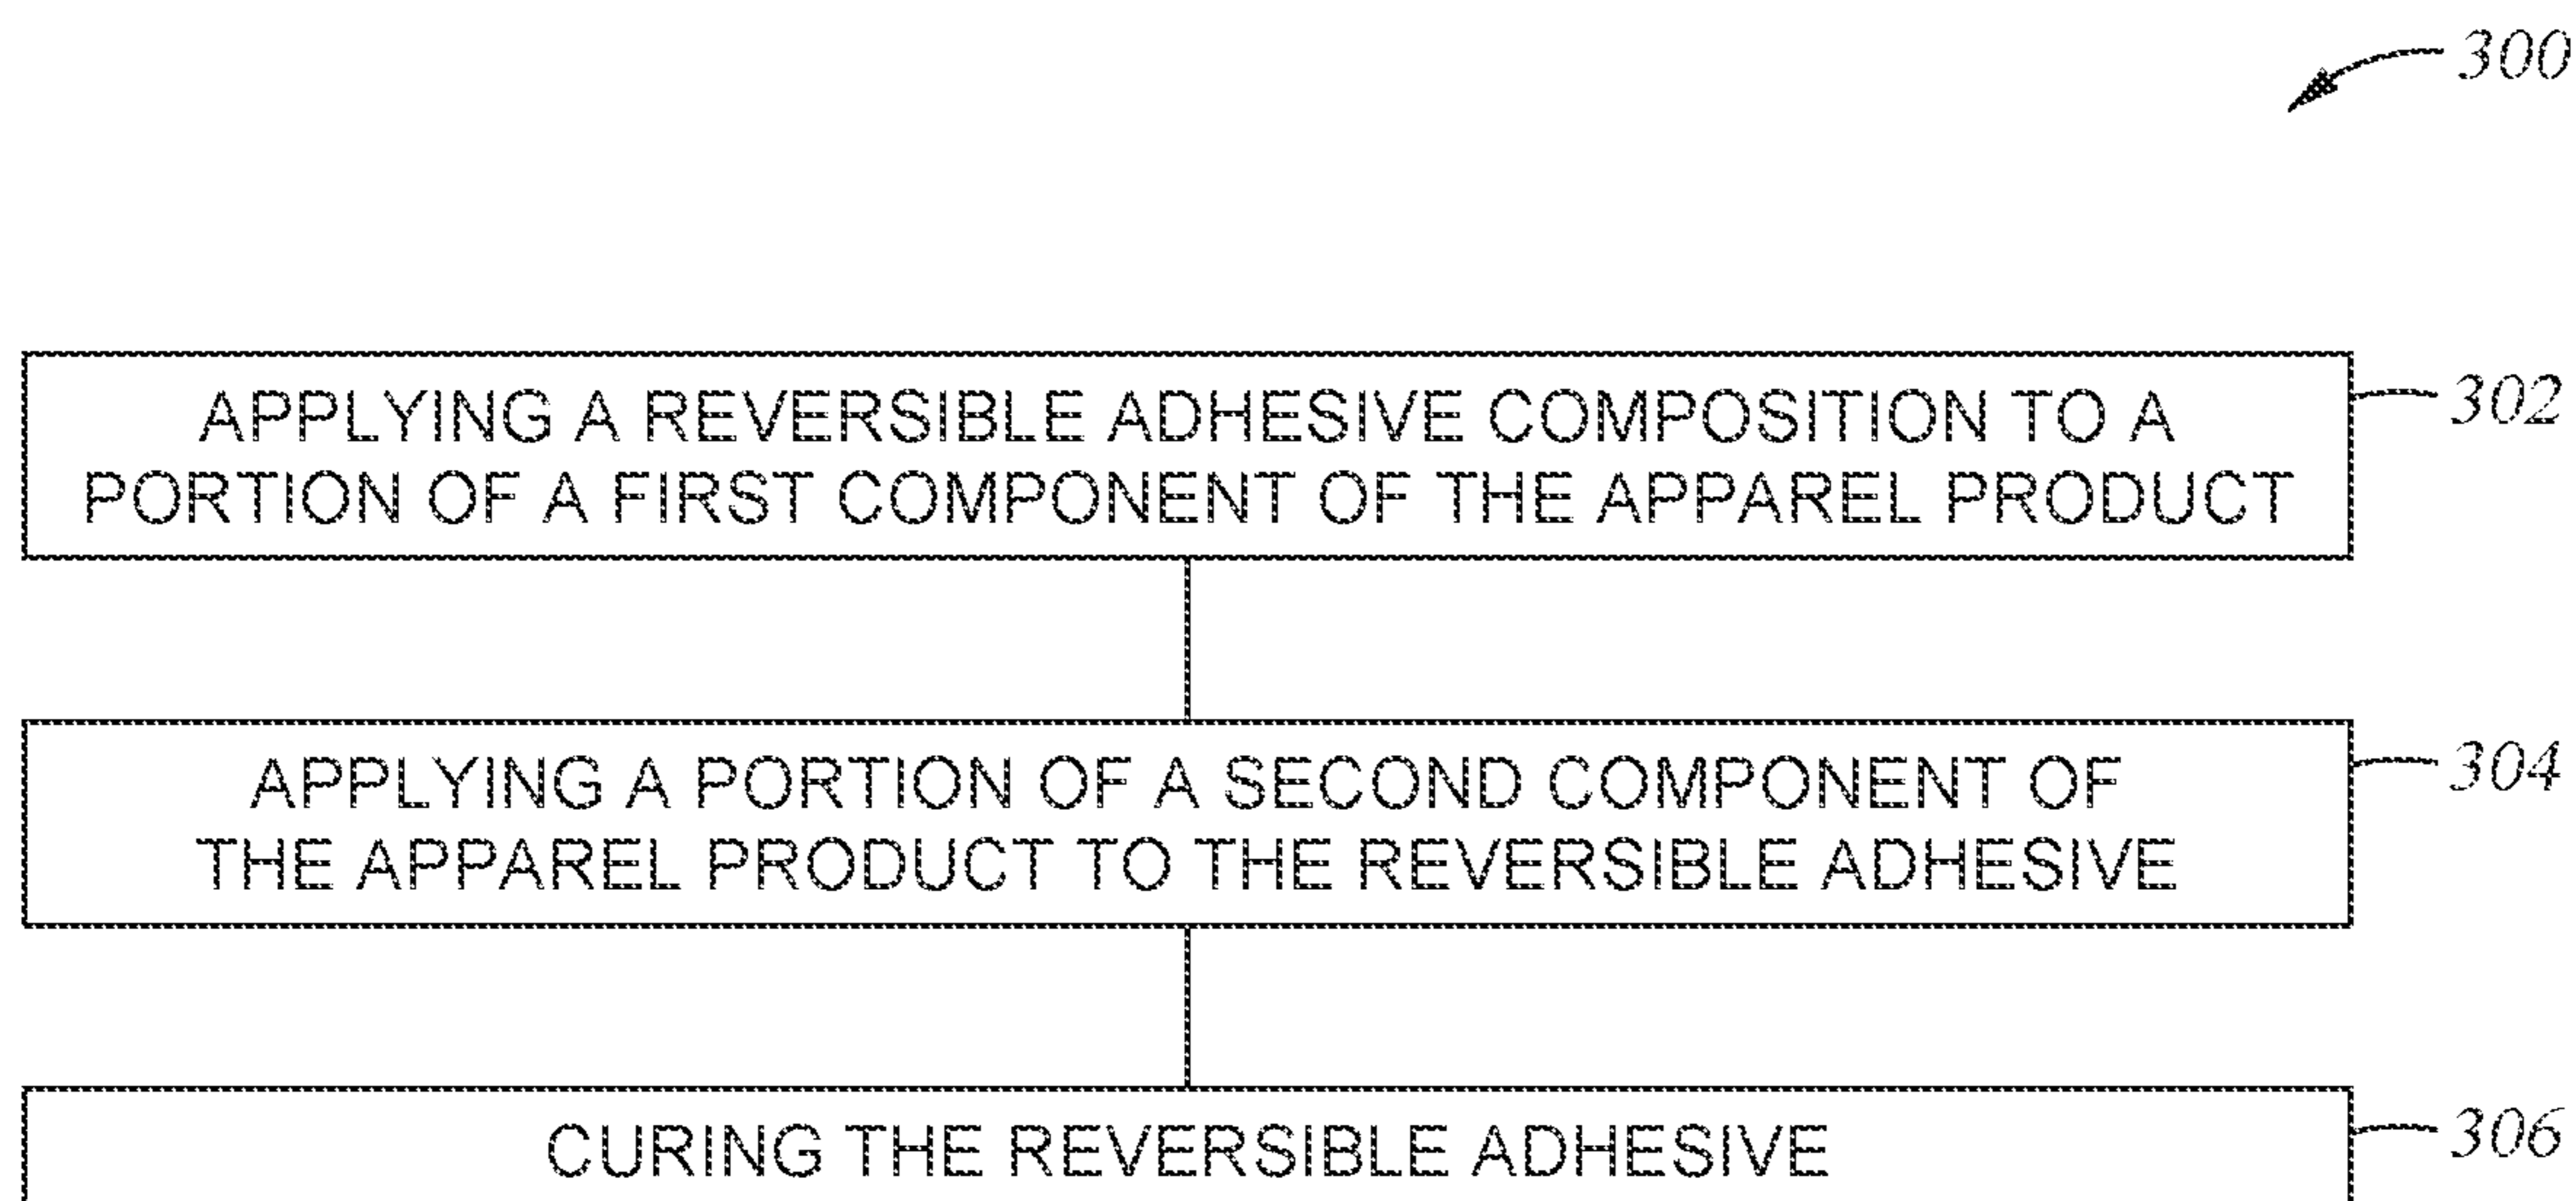 300
APPLYING A REVERSIBLE ADHESIVE COMPOSITION TO A
PORTION OF A FIRST COMPONENT OF THE APPAREL PRODUCT
302
APPLYING A PORTION OF A SECOND COMPONENT OF
THE APPAREL PRODUCT TO THE REVERSIBLE ADHESIVE
304
CURING THE REVERSIBLE ADHESIVE
306